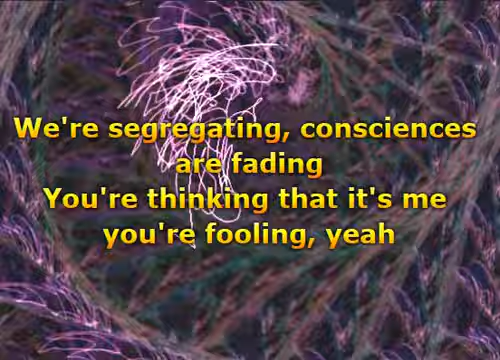 We're segregating, consciences
are fading
You're thinking that it's me
you're fooling, yeah